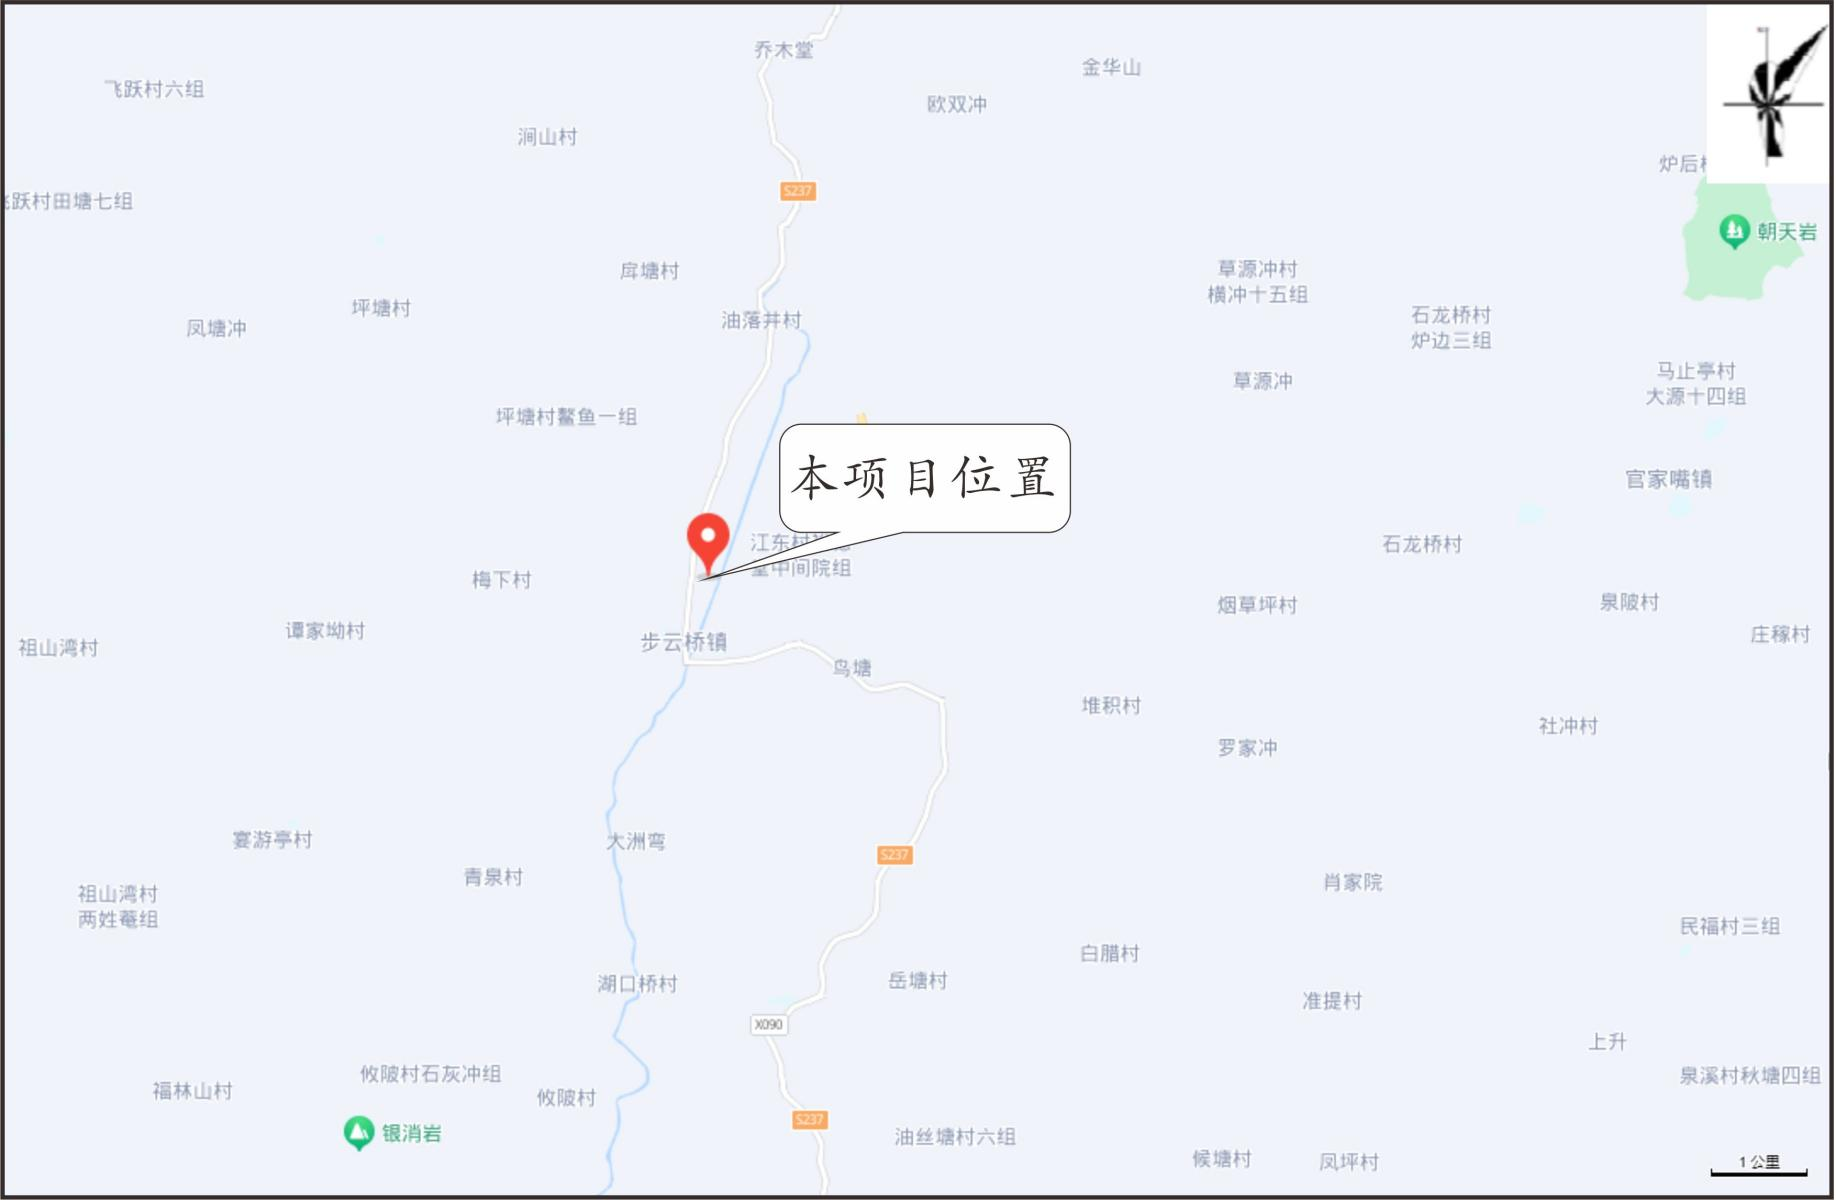 乔木堂
金华山
飞跃村六组
欧双冲
涧山村
炉后
S237
跃村田塘七组
朝天岩
草源冲村
横冲十五组
戽塘村
坪塘村
石龙桥村
炉边三组
凤塘冲
油落井村
马止亭村
大源十四组
草源冲
坪塘村鳌鱼一组
本项目位置
官家嘴镇
江东村
堂中间院组
石龙桥村
梅下村
烟草坪村
泉陂村
谭家坳村
庄稼村
步云桥镇
祖山湾村
鸟塘
堆积村
社冲村
罗家冲
宴游亭村
大洲弯
S237
青泉村
肖家院
祖山湾村
两姓菴组
民福村三组
白腊村
岳塘村
湖口桥村
准提村
X090
上升
攸陂村石灰冲组
泉溪村秋塘四组
福林山村
攸陂村
S237
银消岩
油丝塘村六组
候塘村
凤坪村
1 公里